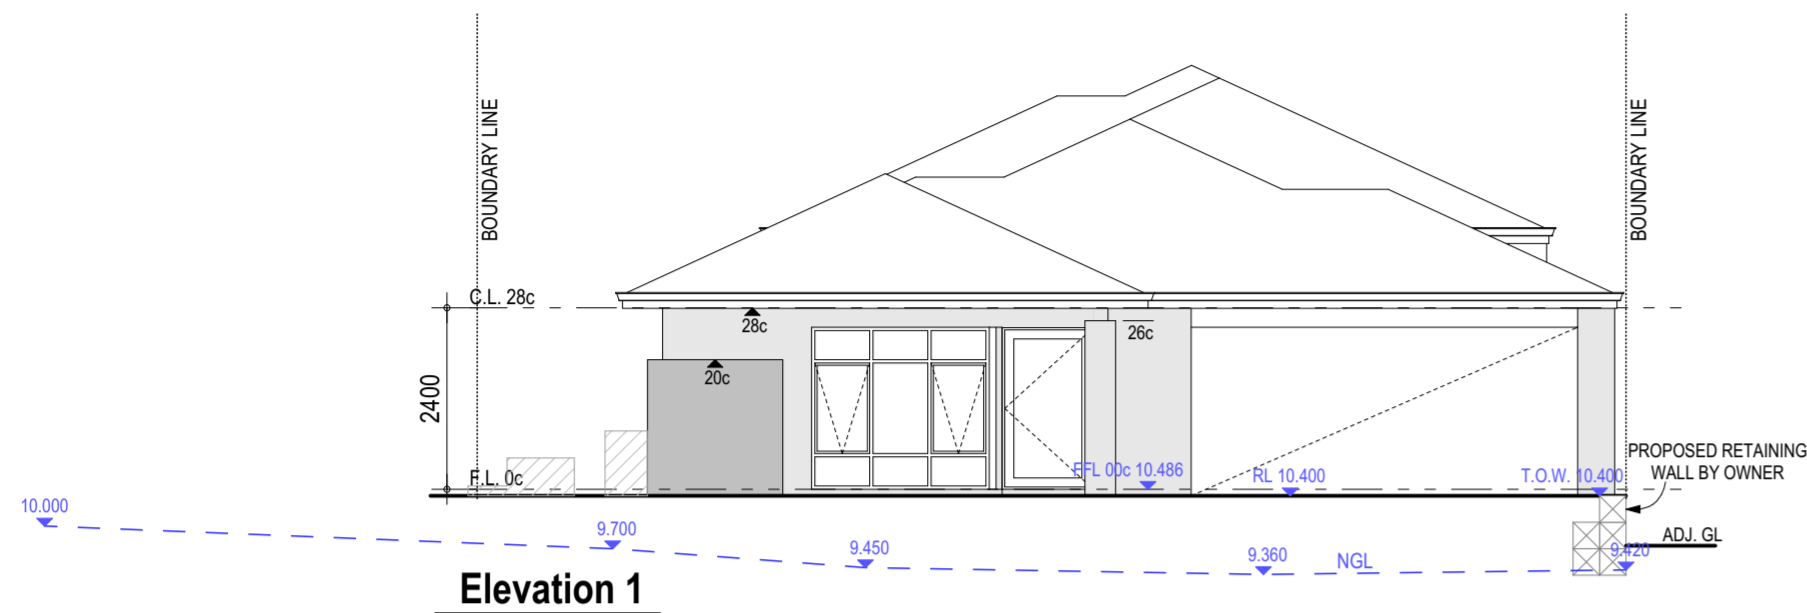 BOUNDARY LINE
BOUNDARY LINE
C.L. 28c
28c
26c
20c
2400
F.L. 0c
FFL 00c 10.486
RL 10.400
T.O.W. 10.400
PROPOSED RETAINING
WALL BY OWNER
10.000
9.700
9.450
9.360
NGL
ADJ. GL
9.420
Elevation 1